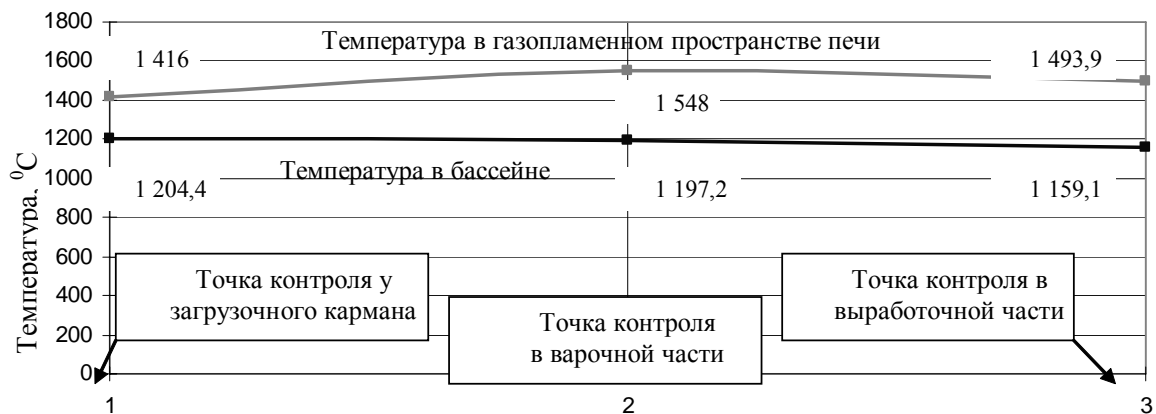 1800
1600
1400
1200
1000
800
600
400
200
0
Температура. ⁰С
Температура в газопламенном пространстве печи
1 416
1 548
1 493,9
Температура в бассейне
1 204,4
1 197,2
1 159,1
Точка контроля у
загрузочного кармана
Точка контроля
в варочной части
Точка контроля в
выработочной части
1
2
3